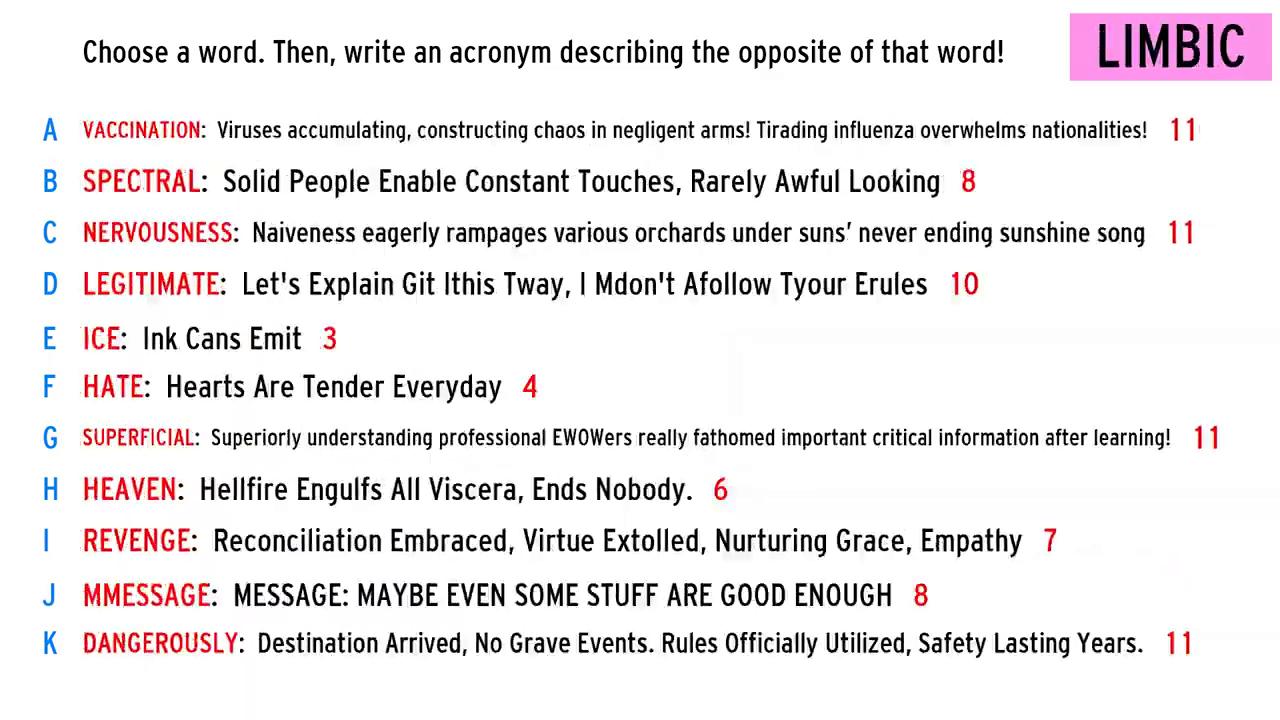 Choose a word. Then, write an acronym describing the opposite of that word!
LIMBIC
A VACCINATION: Viruses accumulating, constructing chaos in negligent arms! Tirading influenza overwhelms nationalities! 11
B SPECTRAL: Solid People Enable Constant Touches, Rarely Awful Looking 8
C NERVOUSNESS: Naiveness eagerly rampages various orchards under suns’ never ending sunshine song 11
D LEGITIMATE: Let's Explain Git Ithis Tway, I Mdon't Afollow Tyour Erules 10
E ICE: Ink Cans Emit 3
F HATE: Hearts Are Tender Everyday 4
G SUPERFICIAL: Superiorly understanding professional EWOWers really fathomed important critical information after learning! 11
H HEAVEN: Hellfire Engulfs All Viscera, Ends Nobody. 6
I REVENGE: Reconciliation Embraced, Virtue Extolled, Nurturing Grace, Empathy 7
J MMESSAGE: MESSAGE: MAYBE EVEN SOME STUFF ARE GOOD ENOUGH 8
K DANGEROUSLY: Destination Arrived, No Grave Events. Rules Officially Utilized, Safety Lasting Years. 11